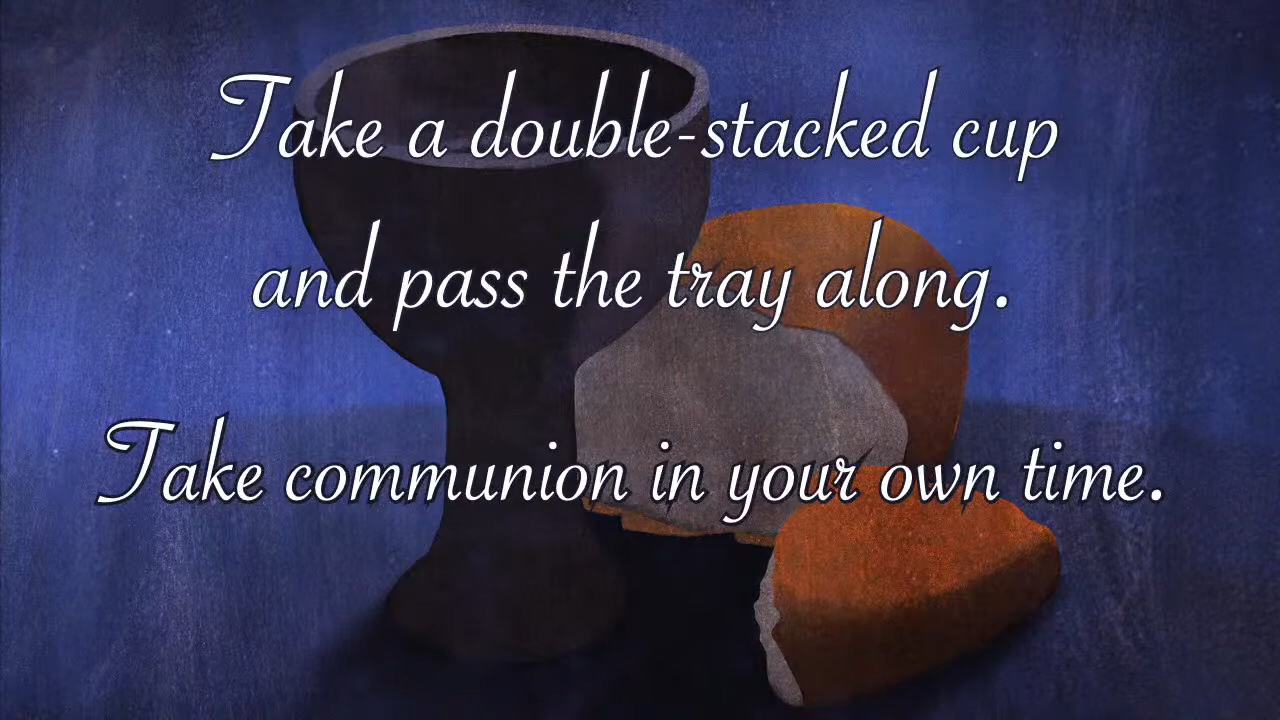 Take a double-stacked cup
and pass the tray along.
Take communion in your own time.